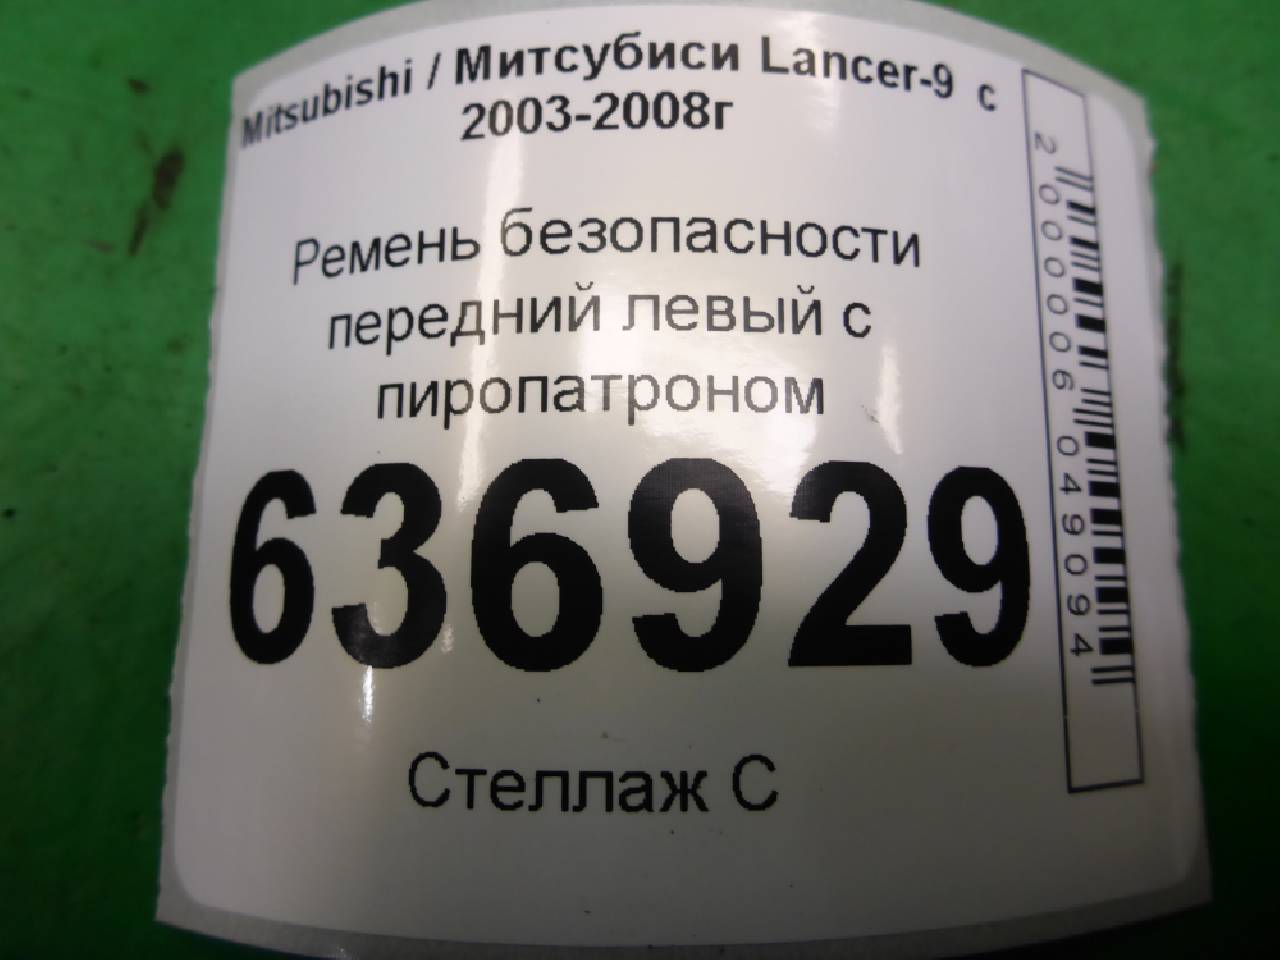 Mitsubishi / Митсубиси Lancer-9 с
2003-2008г
Ремень безопасности
передний левый с
пиропатроном
636929
Стеллаж С
2000006049094